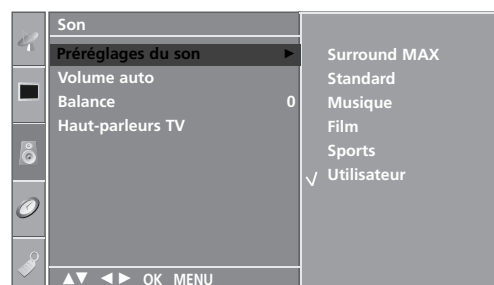 Son
Préréglages du son ►
Volume auto
Balance 0
Haut-parleurs TV
▲▼ ◄► OK MENU
Surround MAX
Standard
Musique
Film
Sports
√ Utilisateur